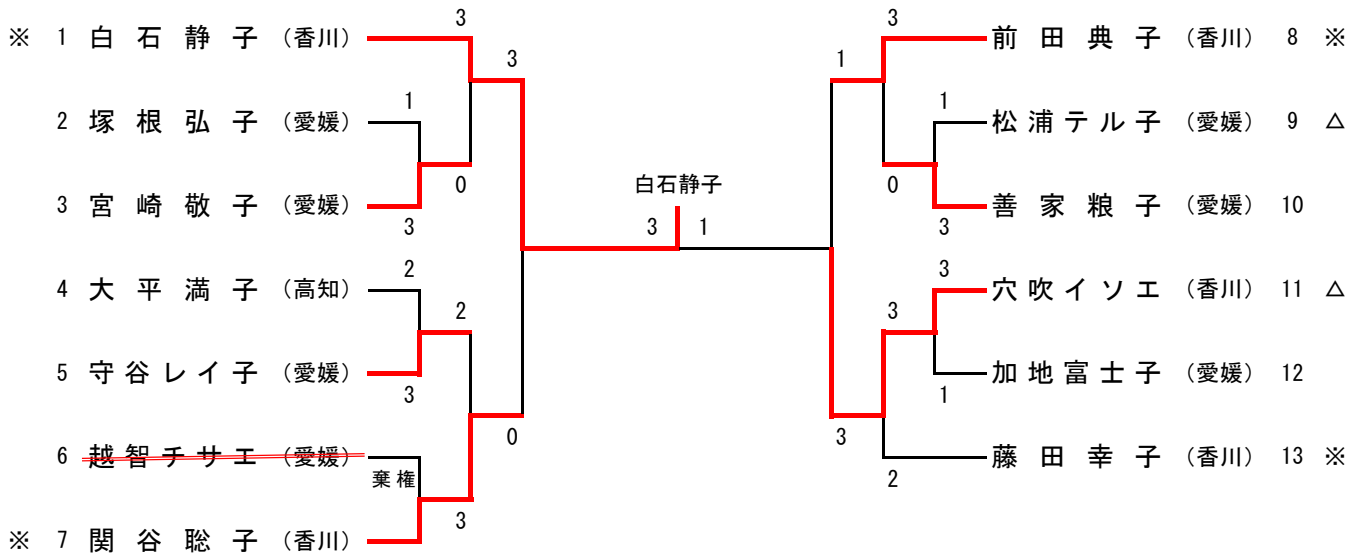 3 3
※ 1 白石静子 (香川) 前田典子 (香川) 8 ※
3 1
1 1
2 塚根弘子 (愛媛) 松浦テル子 (愛媛) 9 △
0 白石静子 0
3 宮崎敬子 (愛媛) 善家粮子 (愛媛) 10
3 3 1 3
2 3
4 大平満子 (高知) 穴吹イソエ (香川) 11 △
2 3
5 守谷レイ子 (愛媛) 加地富士子 (愛媛) 12
3 1
0 3
6 越智チサエ (愛媛) 藤田幸子 (香川) 13 ※
棄権 2
3
※ 7 関谷聡子 (香川)